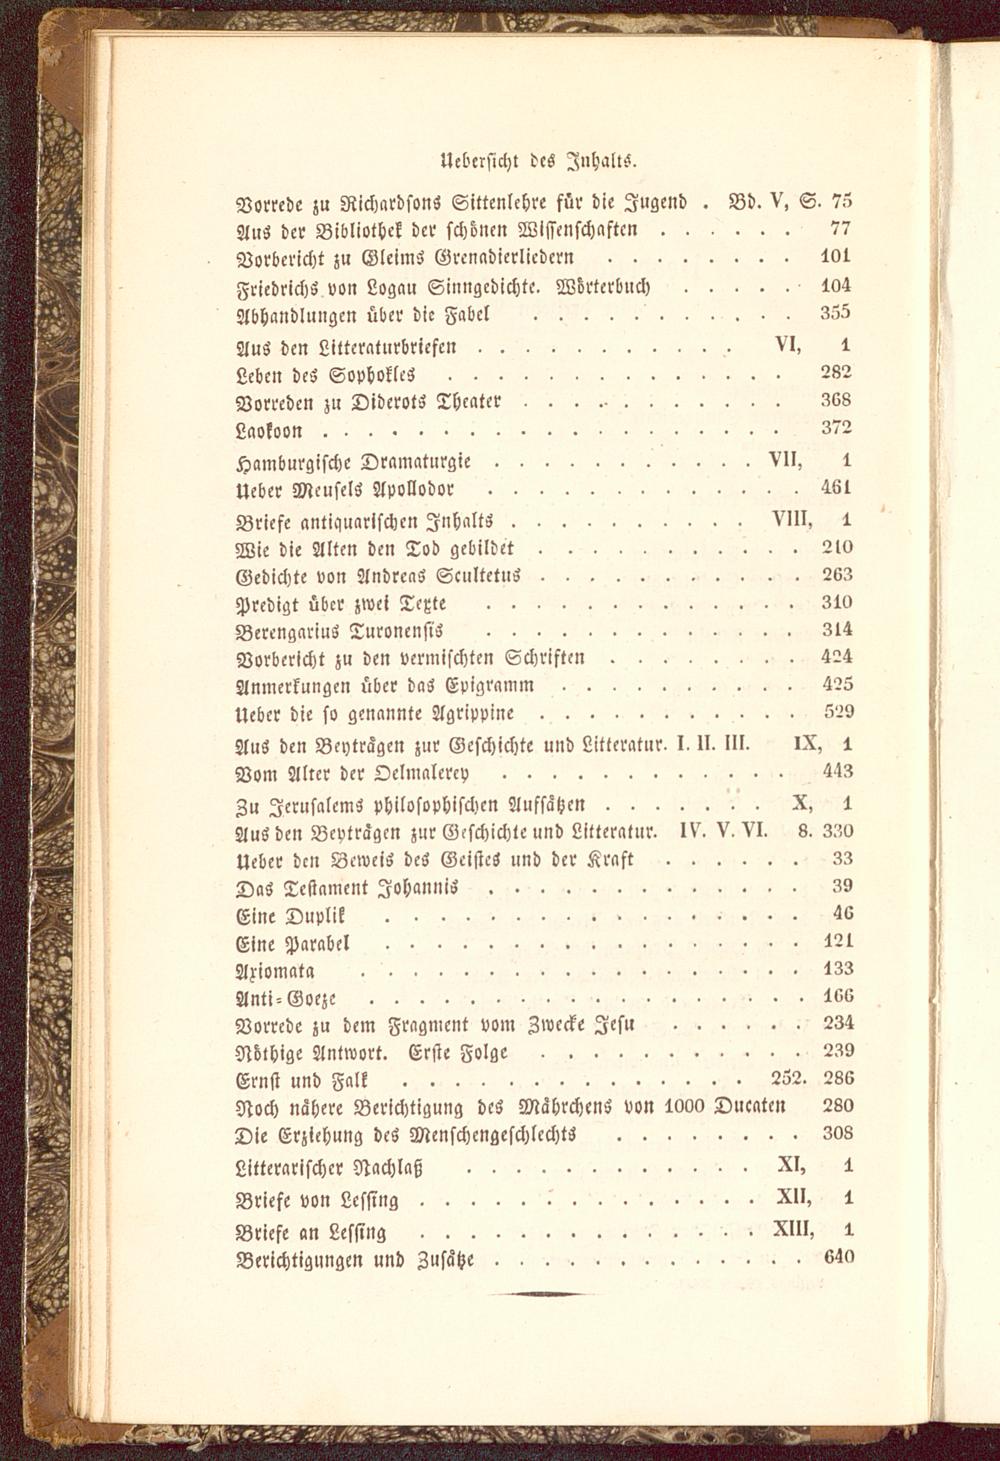 Uebersicht des Inhalts.
Vorrede zu Richardsons Sittenlehre für die Jugend . Bd. V, S. 75
Aus der Bibliothek der schönen Wissenschaften . . . . . . 77
Vorbericht zu Gleims Grenadierliedern . . . . . . . . 101
Friedrichs von Logau Sinngedichte. Wörterbuch . . . . . 104
Abhandlungen über die Fabel . . . . . . . . . . . 355
Aus den Litteraturbriefen . . . . . . . . . . . . VI, 1
Leben des Sophokles . . . . . . . . . . . . . . 282
Vorreden zu Diderots Theater . . . . . . . . . . . 368
Laokoon . . . . . . . . . . . . . . . . . . . 372
Hamburgische Dramaturgie . . . . . . . . . . . . VII, 1
Ueber Meusels Apollodor . . . . . . . . . . . . . 461
Briefe antiquarischen Inhalts . . . . . . . . . . . VIII, 1
Wie die Alten den Tod gebildet . . . . . . . . . . . 210
Gedichte von Andreas Scultetus . . . . . . . . . . . 263
Predigt über zwei Texte . . . . . . . . . . . . . 310
Berengarius Turonensis . . . . . . . . . . . . . 314
Vorbericht zu den vermischten Schriften . . . . . . . . 424
Anmerkungen über das Epigramm . . . . . . . . . . 425
Ueber die so genannte Agrippine . . . . . . . . . . . 529
Aus den Beyträgen zur Geschichte und Litteratur. I. II. III. IX, 1
Vom Alter der Oelmalerey . . . . . . . . . . . . 443
Zu Jerusalems philosophischen Aufsätzen . . . . . . . X, 1
Aus den Beyträgen zur Geschichte und Litteratur. IV. V. VI. 8. 330
Ueber den Beweis des Geistes und der Kraft . . . . . . 33
Das Testament Johannis . . . . . . . . . . . . . 39
Eine Duplik . . . . . . . . . . . . . . . . . 46
Eine Parabel . . . . . . . . . . . . . . . . . 121
Axiomata . . . . . . . . . . . . . . . . . . 133
Anti-Goeze . . . . . . . . . . . . . . . . . 166
Vorrede zu dem Fragment vom Zwecke Jesu . . . . . . 234
Nöthige Antwort. Erste Folge . . . . . . . . . . . 239
Ernst und Falk . . . . . . . . . . . . . . 252. 286
Noch nähere Berichtigung des Mährchens von 1000 Ducaten 280
Die Erziehung des Menschengeschlechts . . . . . . . . 308
Litterarischer Nachlaß . . . . . . . . . . . . . XI, 1
Briefe von Lessing . . . . . . . . . . . . . . . XII, 1
Briefe an Lessing . . . . . . . . . . . . . . . XIII, 1
Berichtigungen und Zusätze . . . . . . . . . . . . . 640